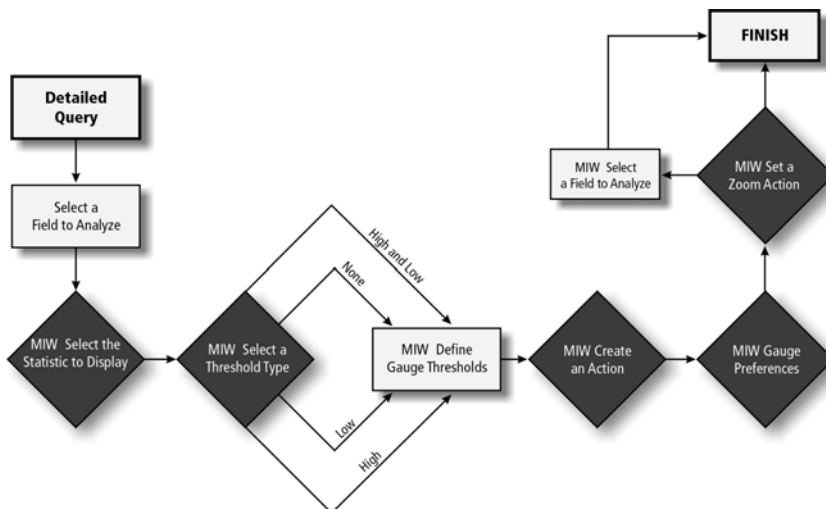 Detailed
Query
Select a
Field to Analyze
MIW Select the
Statistic to Display
MIW Select a
Threshold Type
High and Low
None
Low
High
MIW Define
Gauge Thresholds
MIW Create
an Action
MIW Gauge
Preferences
MIW Set a
Zoom Action
MIW Select
a Field to Analyze
FINISH